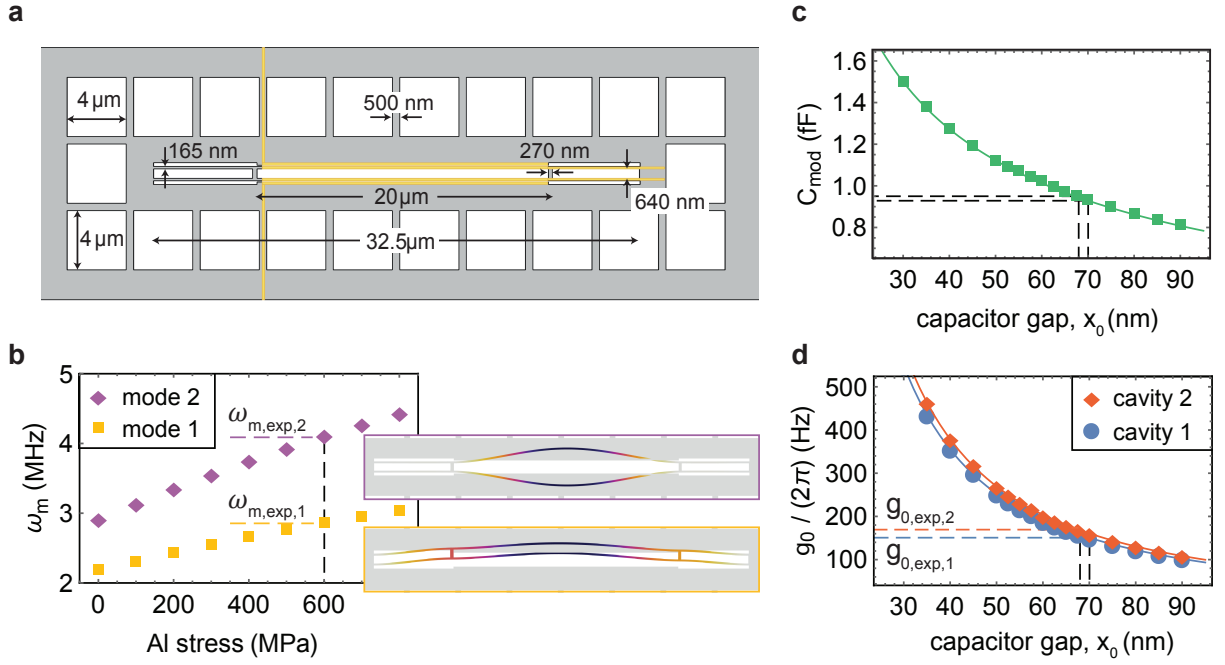 a
4 μm
500 nm
165 nm
270 nm
20 μm
640 nm
4 μm
32.5μm
b
5
4
3
2
ω_m (MHz)
mode 2
mode 1
ω_m,exp,2
ω_m,exp,1
0 200 400 600
Al stress (MPa)
c
1.6
1.4
1.2
1.0
0.8
C_mod (fF)
30 40 50 60 70 80 90
capacitor gap, x_0 (nm)
d
500
400
300
200
100
g_0 / (2π) (Hz)
cavity 2
cavity 1
g_0,exp,2
g_0,exp,1
30 40 50 60 70 80 90
capacitor gap, x_0 (nm)